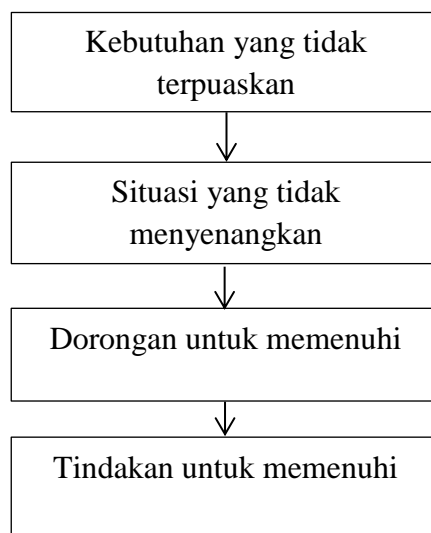 Kebutuhan yang tidak
terpuaskan
Situasi yang tidak
menyenangkan
Dorongan untuk memenuhi
Tindakan untuk memenuhi